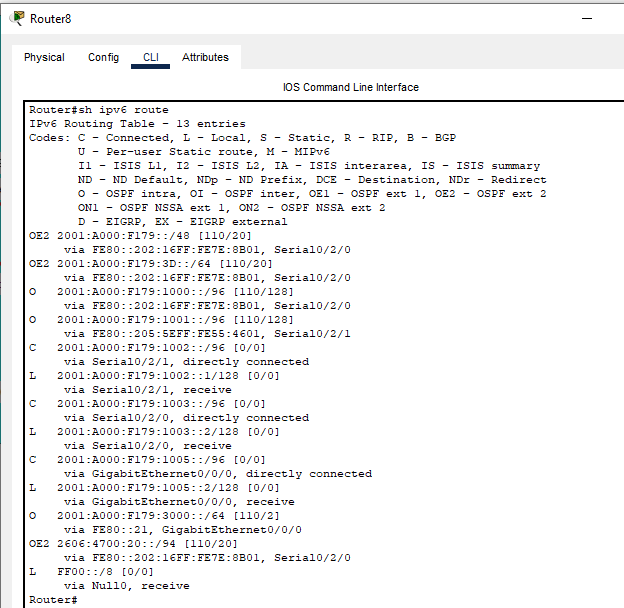 Router8
Physical Config CLI Attributes
IOS Command Line Interface
Router#sh ipv6 route
IPv6 Routing Table - 13 entries
Codes: C - Connected, L - Local, S - Static, R - RIP, B - BGP
U - Per-user Static route, M - MIPv6
I1 - ISIS L1, I2 - ISIS L2, IA - ISIS interarea, IS - ISIS summary
ND - ND Default, NDp - ND Prefix, DCE - Destination, NDr - Redirect
O - OSPF intra, OI - OSPF inter, OE1 - OSPF ext 1, OE2 - OSPF ext 2
ON1 - OSPF NSSA ext 1, ON2 - OSPF NSSA ext 2
D - EIGRP, EX - EIGRP external
OE2 2001:A000:F179::/48 [110/20]
via FE80::202:16FF:FE7E:8B01, Serial0/2/0
OE2 2001:A000:F179:3D::/64 [110/20]
via FE80::202:16FF:FE7E:8B01, Serial0/2/0
O 2001:A000:F179:1000::/96 [110/128]
via FE80::202:16FF:FE7E:8B01, Serial0/2/0
O 2001:A000:F179:1001::/96 [110/128]
via FE80::205:5EFF:FE55:4601, Serial0/2/1
C 2001:A000:F179:1002::/96 [0/0]
via Serial0/2/1, directly connected
L 2001:A000:F179:1002::1/128 [0/0]
via Serial0/2/1, receive
C 2001:A000:F179:1003::/96 [0/0]
via Serial0/2/0, directly connected
L 2001:A000:F179:1003::2/128 [0/0]
via Serial0/2/0, receive
C 2001:A000:F179:1005::/96 [0/0]
via GigabitEthernet0/0/0, directly connected
L 2001:A000:F179:1005::2/128 [0/0]
via GigabitEthernet0/0/0, receive
O 2001:A000:F179:3000::/64 [110/2]
via FE80::21, GigabitEthernet0/0/0
OE2 2606:4700:20::/94 [110/20]
via FE80::202:16FF:FE7E:8B01, Serial0/2/0
L FF00::/8 [0/0]
via Null0, receive
Router#